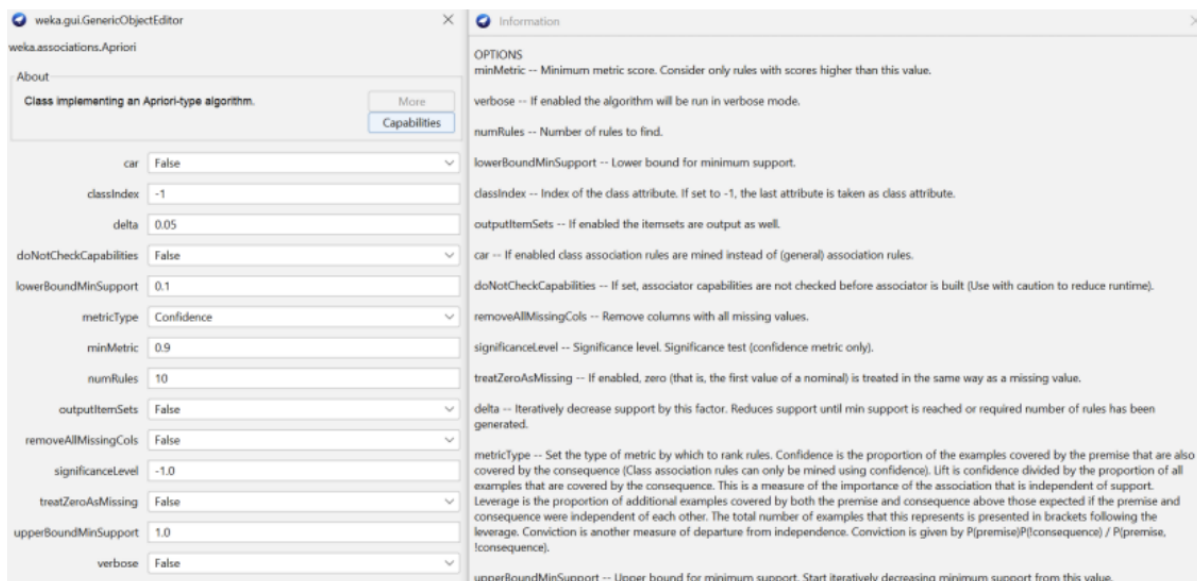 weka.gui.GenericObjectEditor
weka.associations.Apriori
About
Class implementing an Apriori-type algorithm.
More
Capabilities
car False
classIndex -1
delta 0.05
doNotCheckCapabilities False
lowerBoundMinSupport 0.1
metricType Confidence
minMetric 0.9
numRules 10
outputItemSets False
removeAllMissingCols False
significanceLevel -1.0
treatZeroAsMissing False
upperBoundMinSupport 1.0
verbose False
Information
OPTIONS
minMetric -- Minimum metric score. Consider only rules with scores higher than this value.
verbose -- If enabled the algorithm will be run in verbose mode.
numRules -- Number of rules to find.
lowerBoundMinSupport -- Lower bound for minimum support.
classIndex -- Index of the class attribute. If set to -1, the last attribute is taken as class attribute.
outputItemSets -- If enabled the itemsets are output as well.
car -- If enabled class association rules are mined instead of (general) association rules.
doNotCheckCapabilities -- If set, associator capabilities are not checked before associator is built (Use with caution to reduce runtime).
removeAllMissingCols -- Remove columns with all missing values.
significanceLevel -- Significance level. Significance test (confidence metric only).
treatZeroAsMissing -- If enabled, zero (that is, the first value of a nominal) is treated in the same way as a missing value.
delta -- Iteratively decrease support by this factor. Reduces support until min support is reached or required number of rules has been
generated.
metricType -- Set the type of metric by which to rank rules. Confidence is the proportion of the examples covered by the premise that are also
covered by the consequence (Class association rules can only be mined using confidence). Lift is confidence divided by the proportion of all
examples that are covered by the consequence. This is a measure of the importance of the association that is independent of support.
Leverage is the proportion of additional examples covered by both the premise and consequence above those expected if the premise and
consequence were independent of each other. The total number of examples that this represents is presented in brackets following the
leverage. Conviction is another measure of departure from independence. Conviction is given by P(premise)P(!consequence) / P(premise,
!consequence).
upperBoundMinSupport -- Upper bound for minimum support. Start iteratively decreasing minimum support from this value.